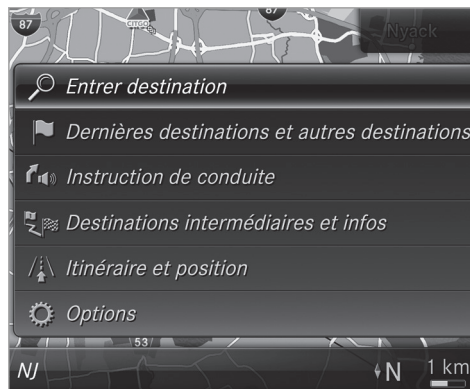 87
CITGO
87
Nyack
Entrer destination
Dernières destinations et autres destinations
Instruction de conduite
Destinations intermédiaires et infos
Itinéraire et position
Options
53
NJ
N
1 km